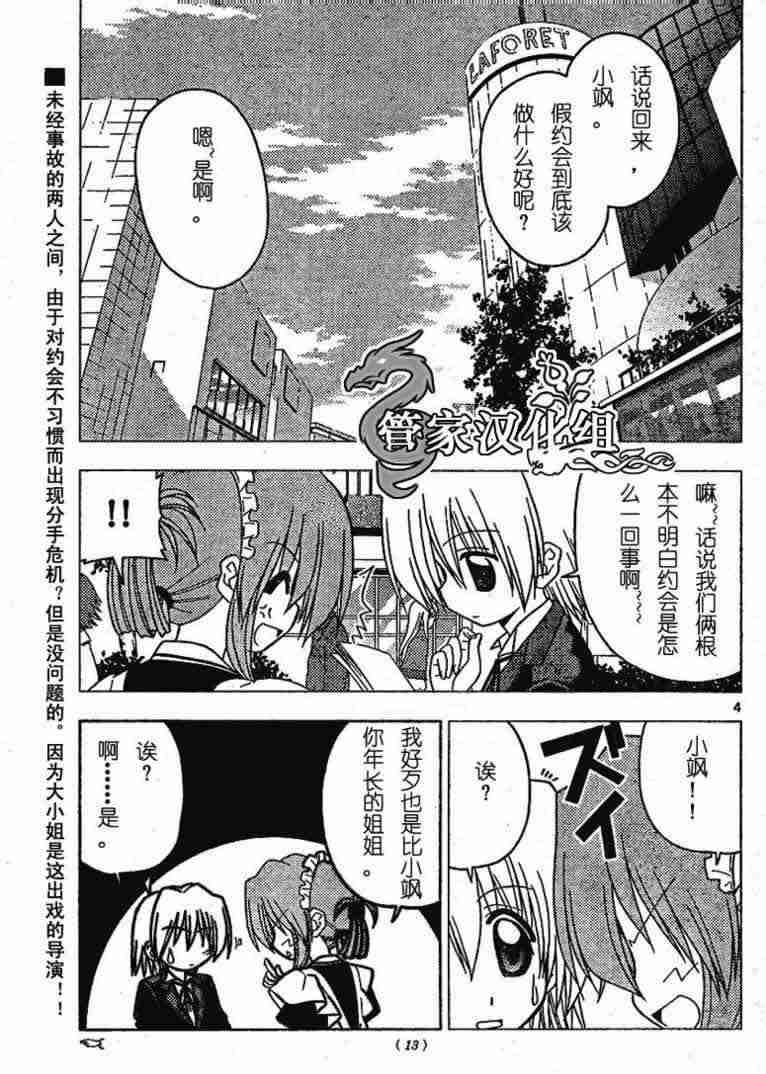 ZAFORET
话说回来，
小飒。
假约会到底该
做什么好呢？
嗯~是啊。
管家汉化组
嘛~话说我们俩根
本不明白约会是怎
么一回事啊~~
!!
4
小飒！！
ズイ
诶？
我好歹也是比小飒
你年长的姐姐。
诶？
啊……是。
■未经事故的两人之间，由于对约会不习惯而出现分手危机？但是没问题的。因为大小姐是这出戏的导演！！
(13)